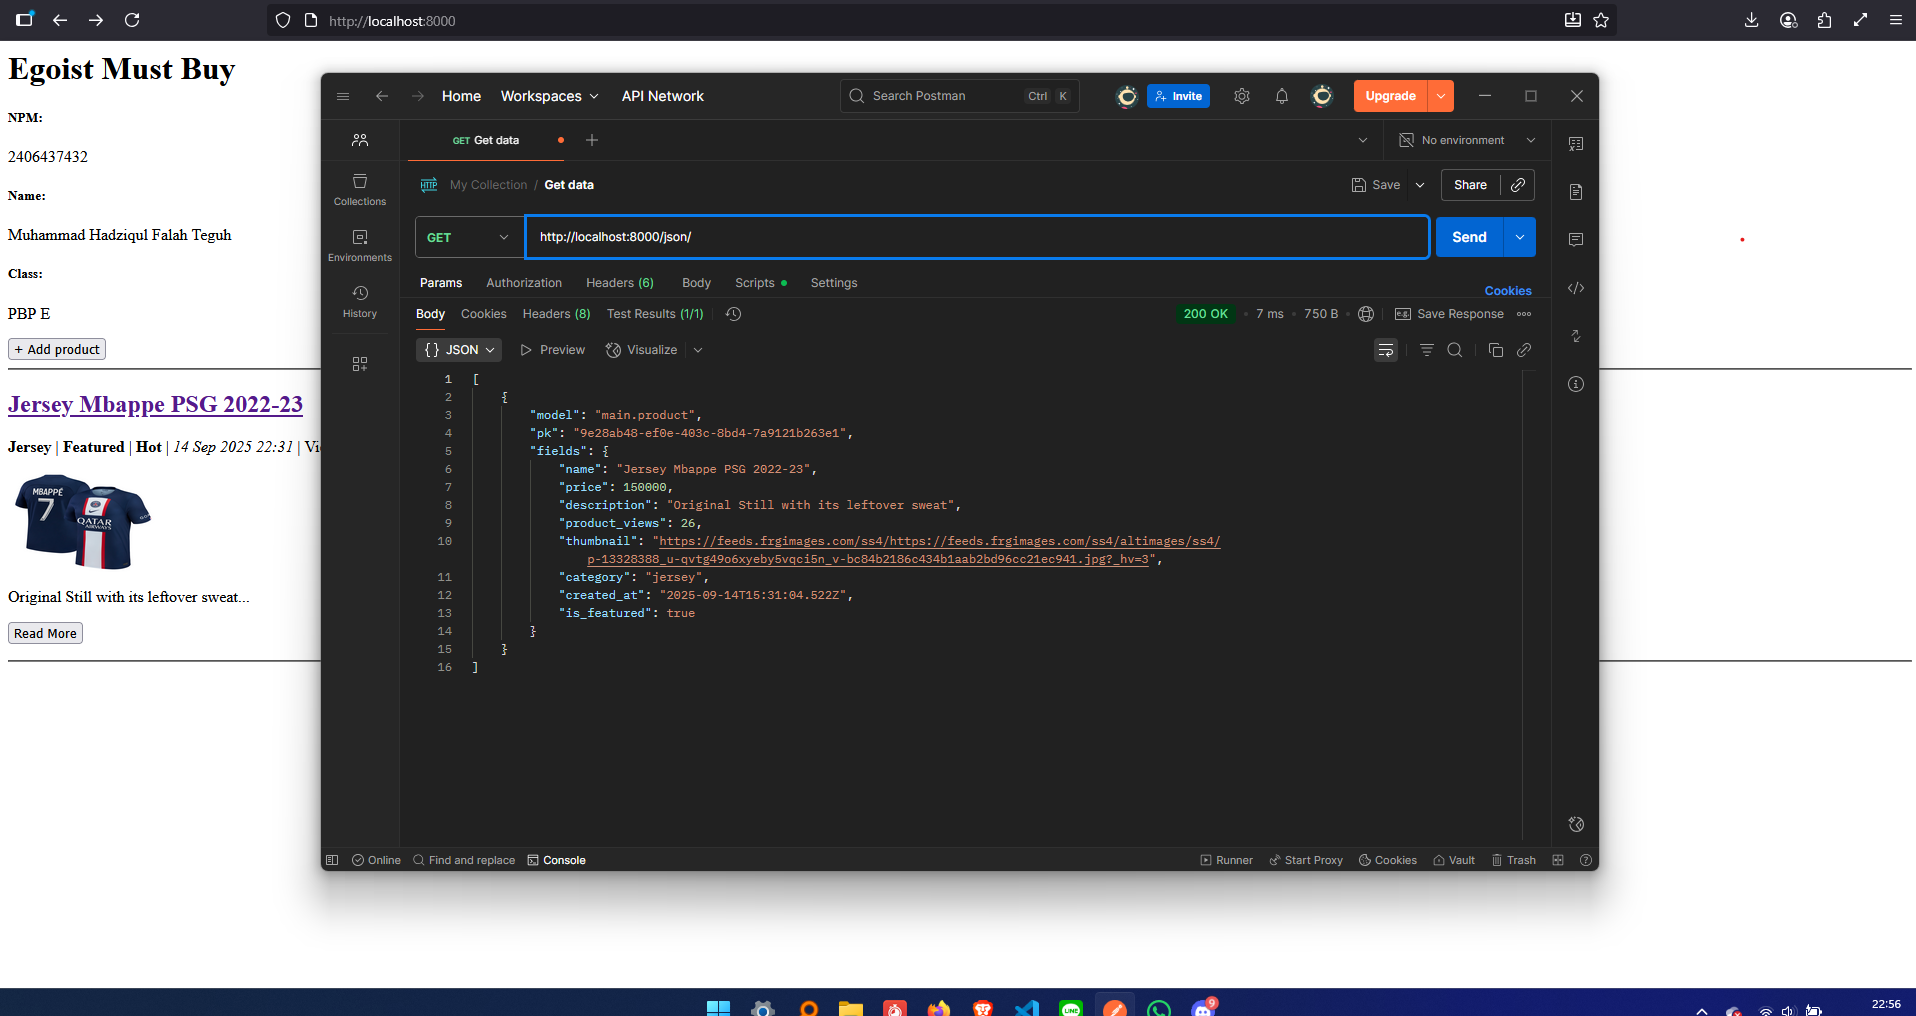 http://localhost:8000
Egoist Must Buy
NPM:
2406437432
Name:
Muhammad Hadziqul Falah Teguh
Class:
PBP E
+ Add product
Jersey Mbappe PSG 2022-23
Jersey | Featured | Hot | 14 Sep 2025 22:31 | Vi
MBAPPÉ
7
QATAR
AIRWAYS
Original Still with its leftover sweat...
Read More
Home Workspaces API Network
Search Postman Ctrl K
Invite
Upgrade
GET Get data
No environment
Collections
Environments
History
HTTP My Collection / Get data
Save
Share
GET http://localhost:8000/json/
Send
Params Authorization Headers (6) Body Scripts Settings
Cookies
Body Cookies Headers (8) Test Results (1/1)
200 OK • 7 ms • 750 B
e.g. Save Response
{} JSON Preview Visualize
1 [
2 {
3 "model": "main.product",
4 "pk": "9e28ab48-ef0e-403c-8bd4-7a9121b263e1",
5 "fields": {
6 "name": "Jersey Mbappe PSG 2022-23",
7 "price": 150000,
8 "description": "Original Still with its leftover sweat",
9 "product_views": 26,
10 "thumbnail": "https://feeds.frgimages.com/ss4/https://feeds.frgimages.com/ss4/altimages/ss4/
p-13328388_u-qvtg49o6xyeby5vqci5n_v-bc84b2186c434b1aab2bd96cc21ec941.jpg?_hv=3",
11 "category": "jersey",
12 "created_at": "2025-09-14T15:31:04.522Z",
13 "is_featured": true
14 }
15 }
16 ]
Online Find and replace Console
Runner Start Proxy Cookies Vault Trash
LINE
9
22:56